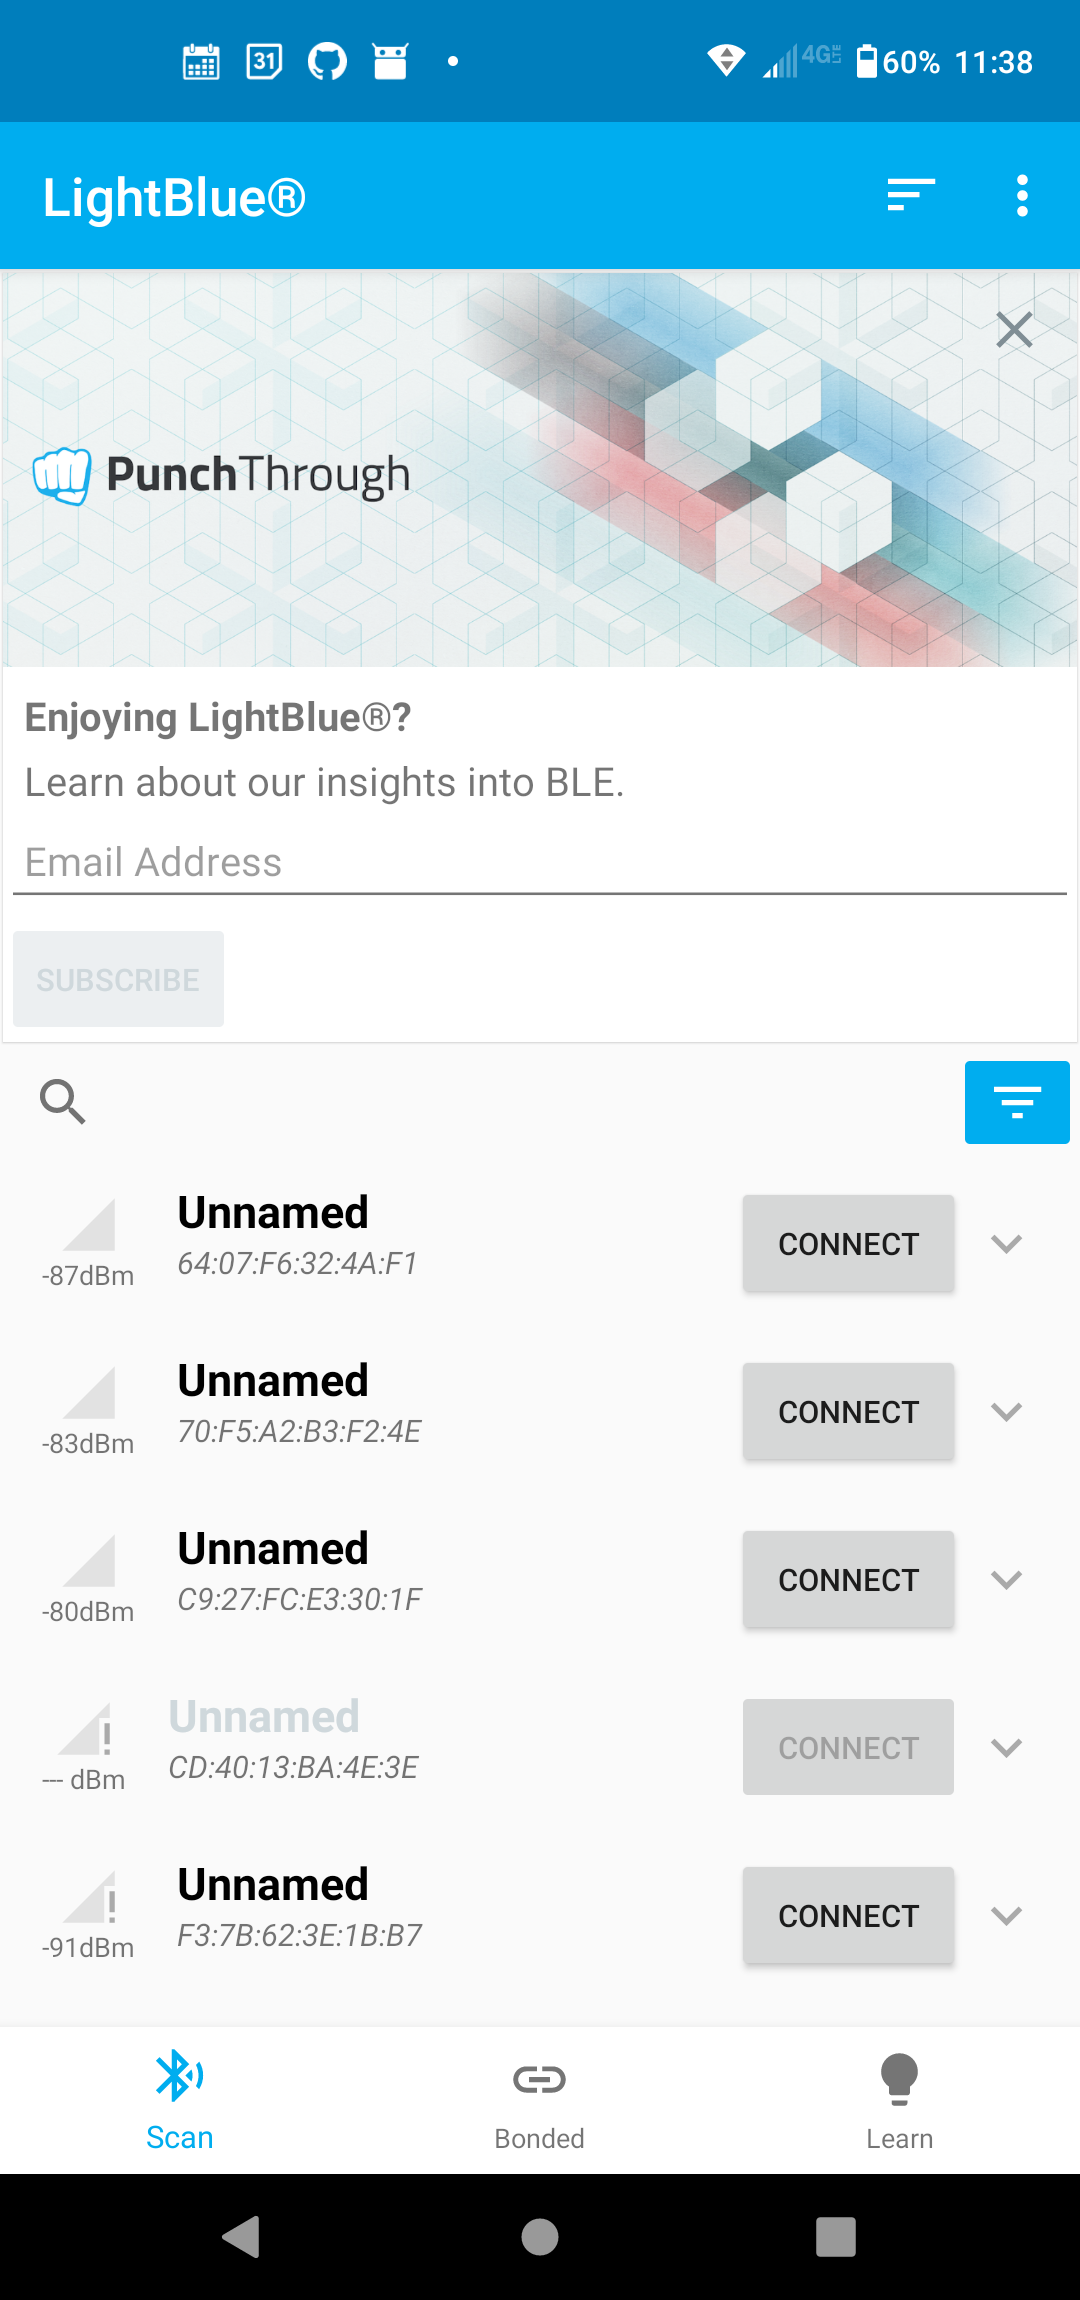 31
4G LTE 60% 11:38
LightBlue®
PunchThrough
Enjoying LightBlue®?
Learn about our insights into BLE.
Email Address
SUBSCRIBE
Unnamed
64:07:F6:32:4A:F1
-87dBm
CONNECT
Unnamed
70:F5:A2:B3:F2:4E
-83dBm
CONNECT
Unnamed
C9:27:FC:E3:30:1F
-80dBm
CONNECT
Unnamed
CD:40:13:BA:4E:3E
--- dBm
CONNECT
Unnamed
F3:7B:62:3E:1B:B7
-91dBm
CONNECT
Scan
Bonded
Learn